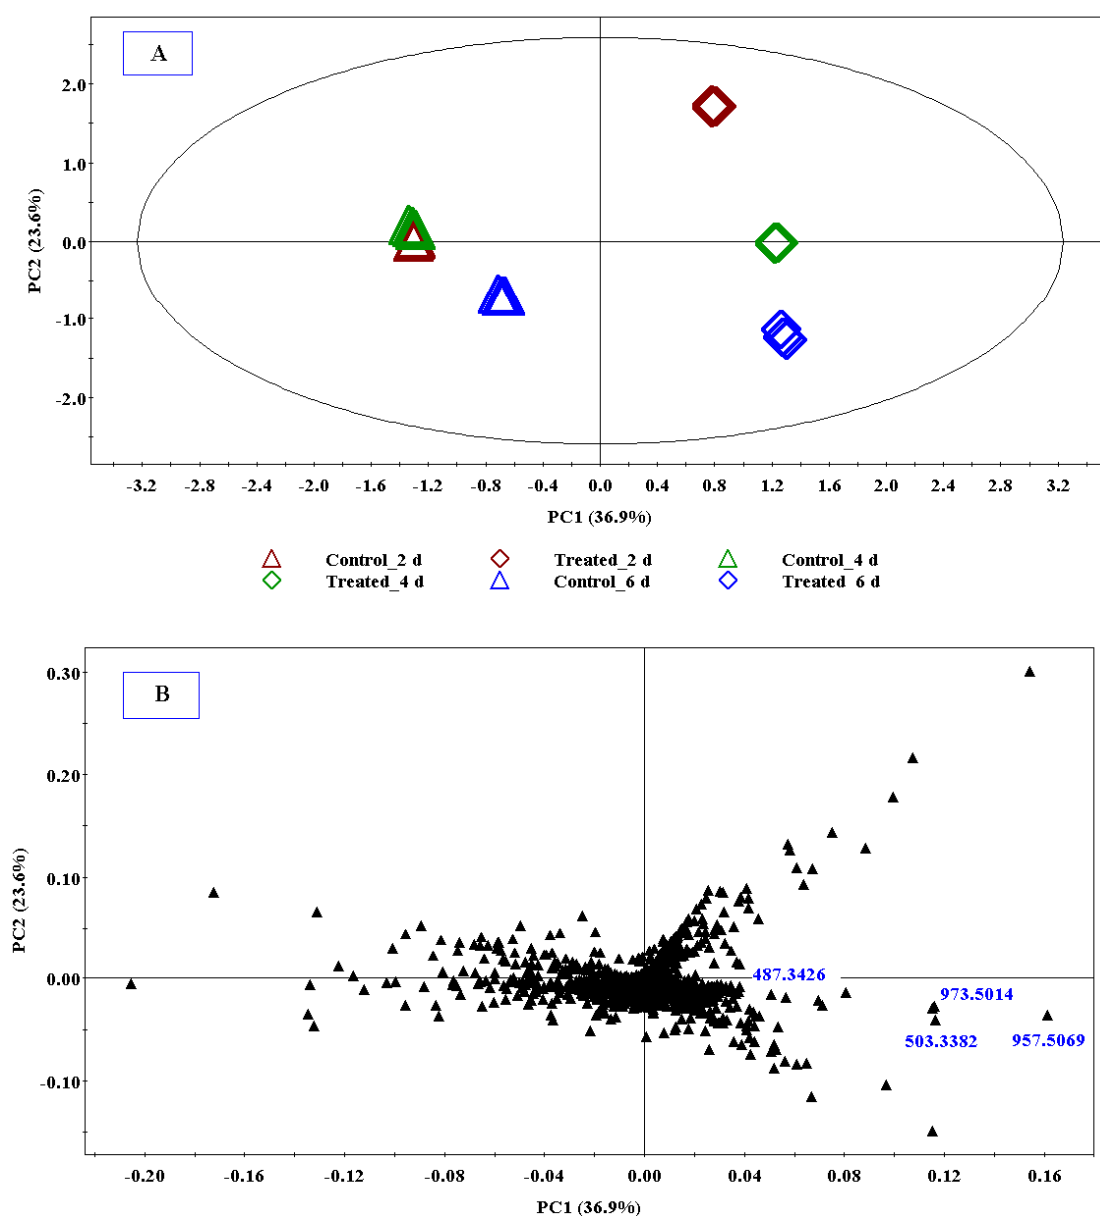 A
PC2 (23.6%)
2.0
1.0
0.0
-1.0
-2.0
-3.2 -2.8 -2.4 -2.0 -1.6 -1.2 -0.8 -0.4 0.0 0.4 0.8 1.2 1.6 2.0 2.4 2.8 3.2
PC1 (36.9%)
Control_2 d Treated_2 d Control_4 d
Treated_4 d Control_6 d Treated 6 d
B
PC2 (23.6%)
0.30
0.20
0.10
0.00
-0.10
487.3426
973.5014
503.3382 957.5069
-0.20 -0.16 -0.12 -0.08 -0.04 0.00 0.04 0.08 0.12 0.16
PC1 (36.9%)